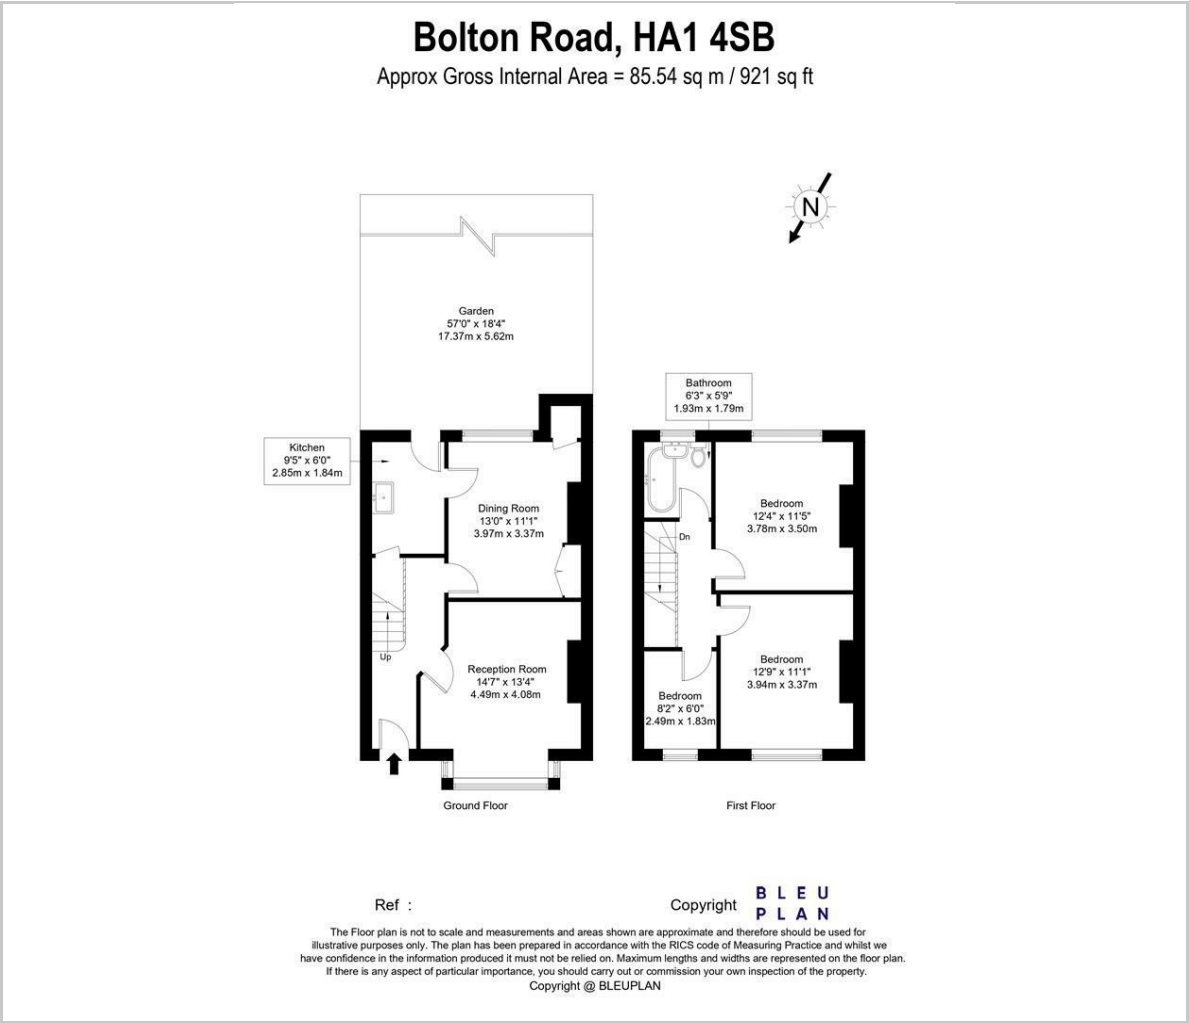 Bolton Road, HA1 4SB
Approx Gross Internal Area = 85.54 sq m / 921 sq ft
N
Garden
57'0" x 18'4"
17.37m x 5.62m
Bathroom
6'3" x 5'9"
1.93m x 1.79m
Kitchen
9'5" x 6'0"
2.85m x 1.84m
Dining Room
13'0" x 11'1"
3.97m x 3.37m
Bedroom
12'4" x 11'5"
3.78m x 3.50m
Dn
Up
Reception Room
14'7" x 13'4"
4.49m x 4.08m
Bedroom
12'9" x 11'1"
3.94m x 3.37m
Bedroom
8'2" x 6'0"
2.49m x 1.83m
Ground Floor
First Floor
Ref :
Copyright
BLEU
PLAN
The Floor plan is not to scale and measurements and areas shown are approximate and therefore should be used for
illustrative purposes only. The plan has been prepared in accordance with the RICS code of Measuring Practice and whilst we
have confidence in the information produced it must not be relied on. Maximum lengths and widths are represented on the floor plan.
If there is any aspect of particular importance, you should carry out or commission your own inspection of the property.
Copyright @ BLEUPLAN